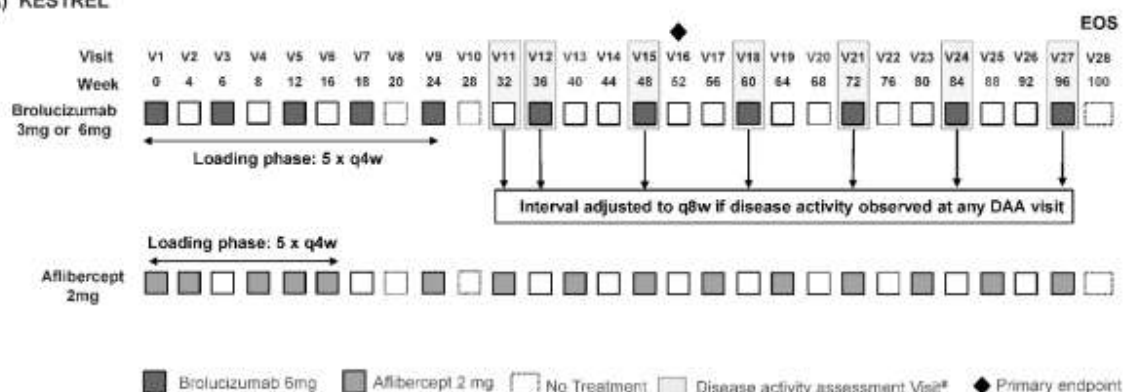 ) KESTREL
EOS
Visit V1 V2 V3 V4 V5 V6 V7 V8 V9 V10 V11 V12 V13 V14 V15 V16 V17 V18 V19 V20 V21 V22 V23 V24 V25 V26 V27 V28
Week 0 4 6 8 12 16 18 20 24 28 32 36 40 44 48 52 56 60 64 68 72 76 80 84 88 92 96 100
Brolucizumab
3mg or 6mg
Loading phase: 5 x q4w
Interval adjusted to q8w if disease activity observed at any DAA visit
Loading phase: 5 x q4w
Aflibercept
2mg
Brolucizumab 6mg Aflibercept 2 mg No Treatment Disease activity assessment Visit# Primary endpoint